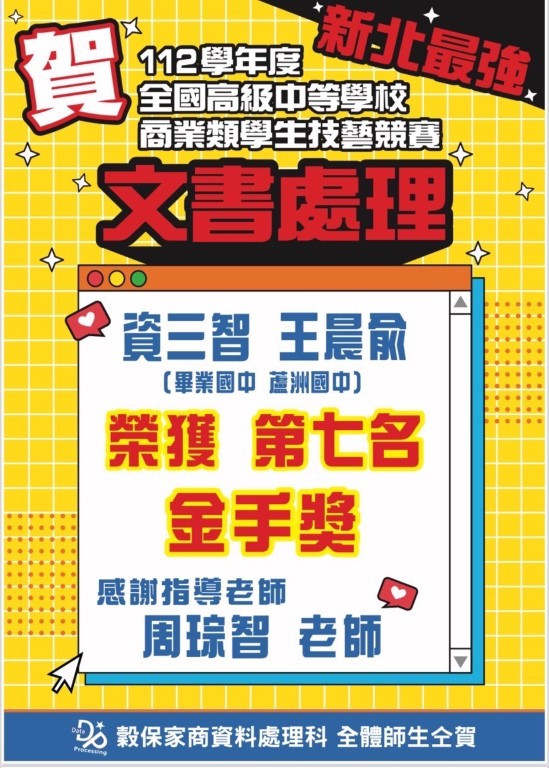 賀
新北最強
112學年度
全國高級中等學校
商業類學生技藝競賽
文書處理
資三智 王晨俞
(畢業國中 蘆洲國中)
榮獲 第七名
金手獎
感謝指導老師
周琮智 老師
Data Processing
穀保家商資料處理科 全體師生仝賀